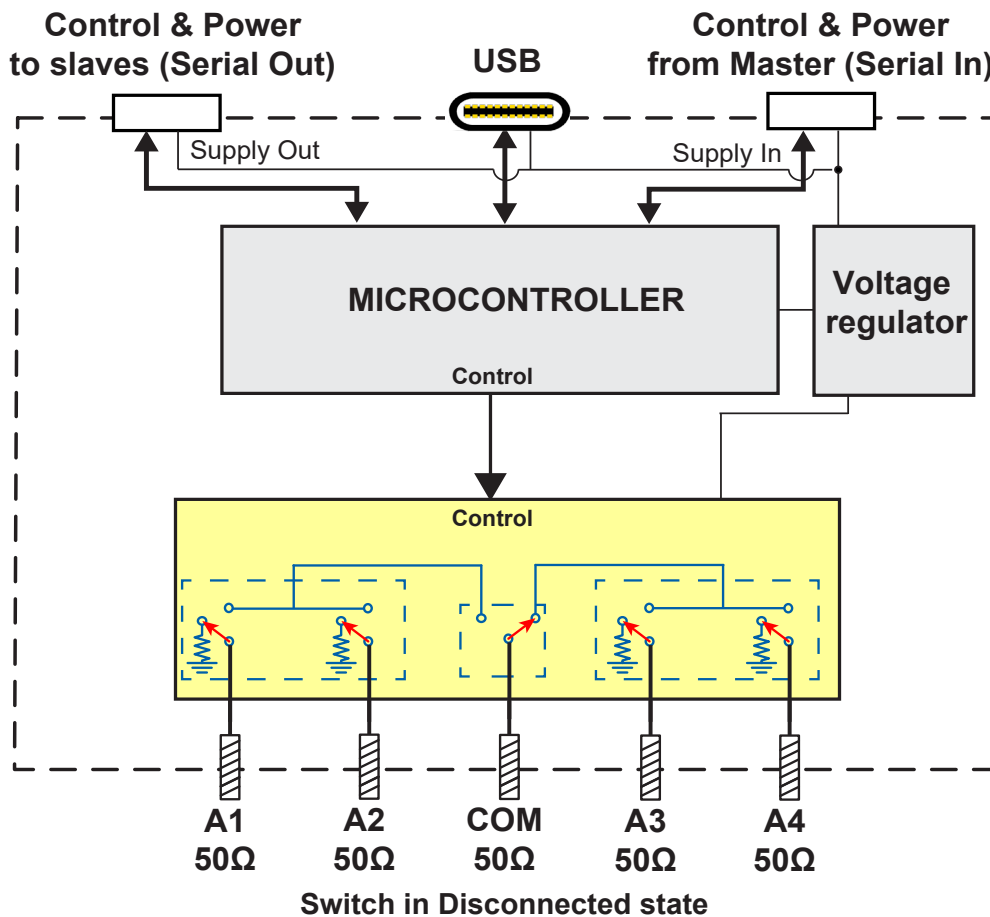 Control & Power
to slaves (Serial Out)
USB
Control & Power
from Master (Serial In)
Supply Out
Supply In
MICROCONTROLLER
Control
Voltage
regulator
Control
A1
50Ω
A2
50Ω
COM
50Ω
A3
50Ω
A4
50Ω
Switch in Disconnected state